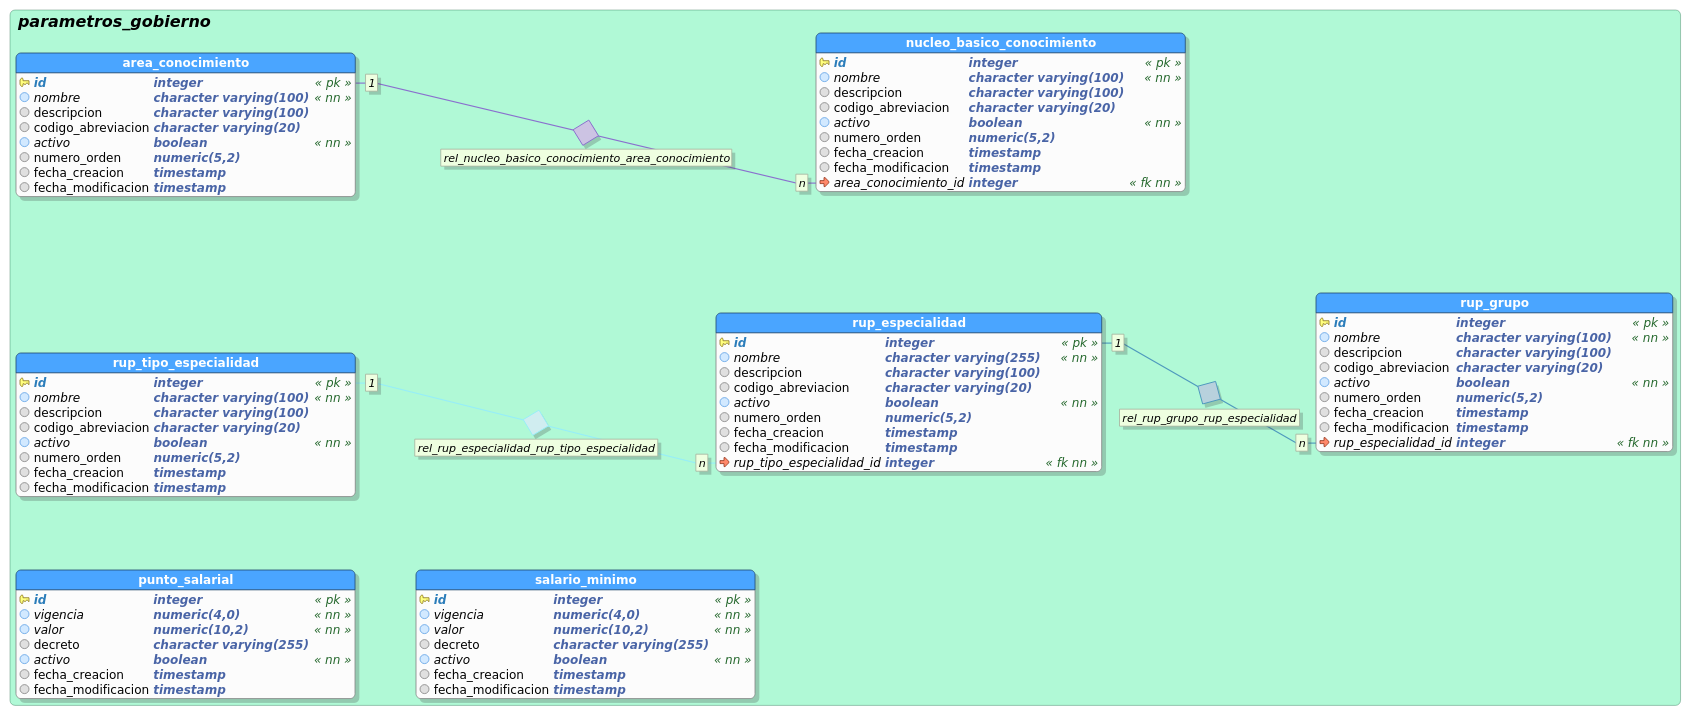 parametros_gobierno
area_conocimiento
id integer « pk »
nombre character varying(100) « nn »
descripcion character varying(100)
codigo_abreviacion character varying(20)
activo boolean « nn »
numero_orden numeric(5,2)
fecha_creacion timestamp
fecha_modificacion timestamp
1
rel_nucleo_basico_conocimiento_area_conocimiento
n
nucleo_basico_conocimiento
id integer « pk »
nombre character varying(100) « nn »
descripcion character varying(100)
codigo_abreviacion character varying(20)
activo boolean « nn »
numero_orden numeric(5,2)
fecha_creacion timestamp
fecha_modificacion timestamp
area_conocimiento_id integer « fk nn »
rup_tipo_especialidad
id integer « pk »
nombre character varying(100) « nn »
descripcion character varying(100)
codigo_abreviacion character varying(20)
activo boolean « nn »
numero_orden numeric(5,2)
fecha_creacion timestamp
fecha_modificacion timestamp
1
rel_rup_especialidad_rup_tipo_especialidad
n
rup_especialidad
id integer « pk »
nombre character varying(255) « nn »
descripcion character varying(100)
codigo_abreviacion character varying(20)
activo boolean « nn »
numero_orden numeric(5,2)
fecha_creacion timestamp
fecha_modificacion timestamp
rup_tipo_especialidad_id integer « fk nn »
1
rel_rup_grupo_rup_especialidad
n
rup_grupo
id integer « pk »
nombre character varying(100) « nn »
descripcion character varying(100)
codigo_abreviacion character varying(20)
activo boolean « nn »
numero_orden numeric(5,2)
fecha_creacion timestamp
fecha_modificacion timestamp
rup_especialidad_id integer « fk nn »
punto_salarial
id integer « pk »
vigencia numeric(4,0) « nn »
valor numeric(10,2) « nn »
decreto character varying(255)
activo boolean « nn »
fecha_creacion timestamp
fecha_modificacion timestamp
salario_minimo
id integer « pk »
vigencia numeric(4,0) « nn »
valor numeric(10,2) « nn »
decreto character varying(255)
activo boolean « nn »
fecha_creacion timestamp
fecha_modificacion timestamp